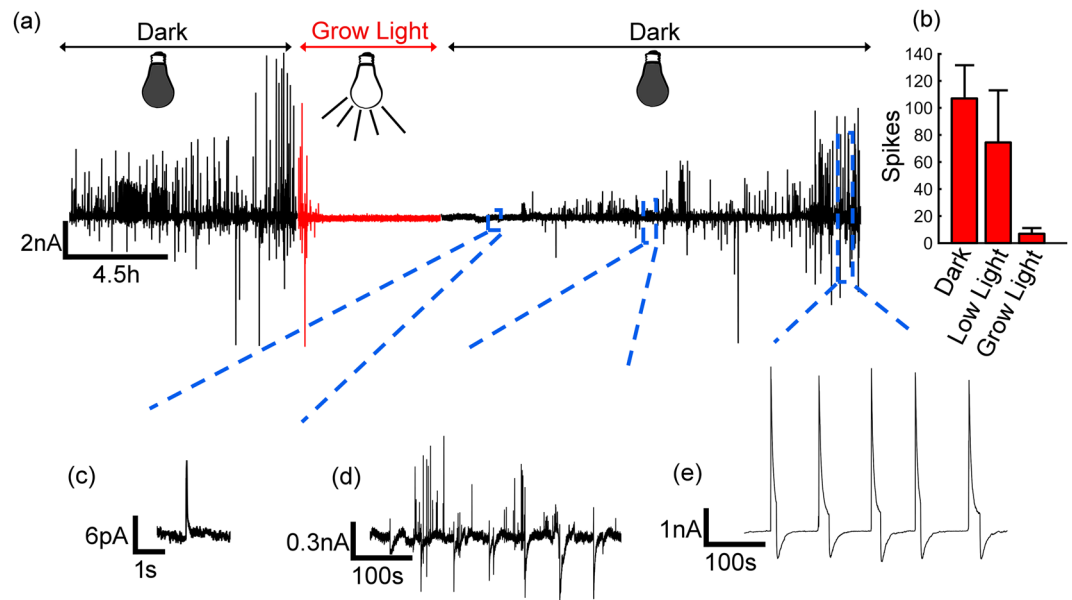 (a)
Dark
Grow Light
Dark
2nA
4.5h
(b)
Spikes
140
120
100
80
60
40
20
0
Dark
Low Light
Grow Light
(c)
6pA
1s
(d)
0.3nA
100s
(e)
1nA
100s